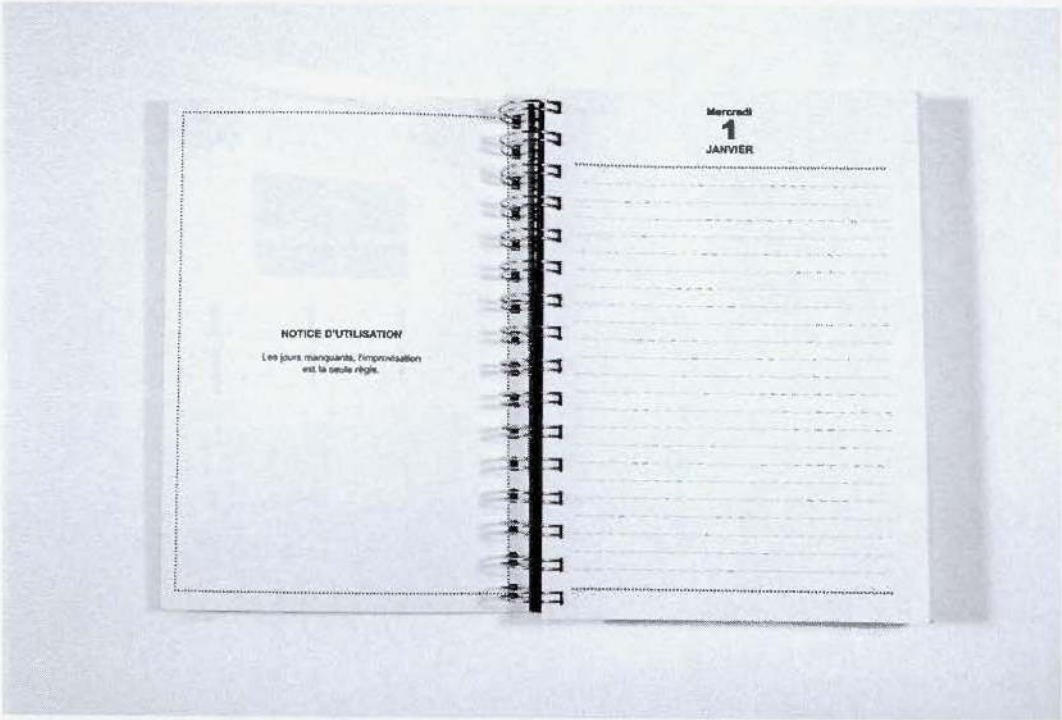 NOTICE D'UTILISATION
Les jours manquants, l'improvisation
est la seule règle.
Mercredi
1
JANVIER